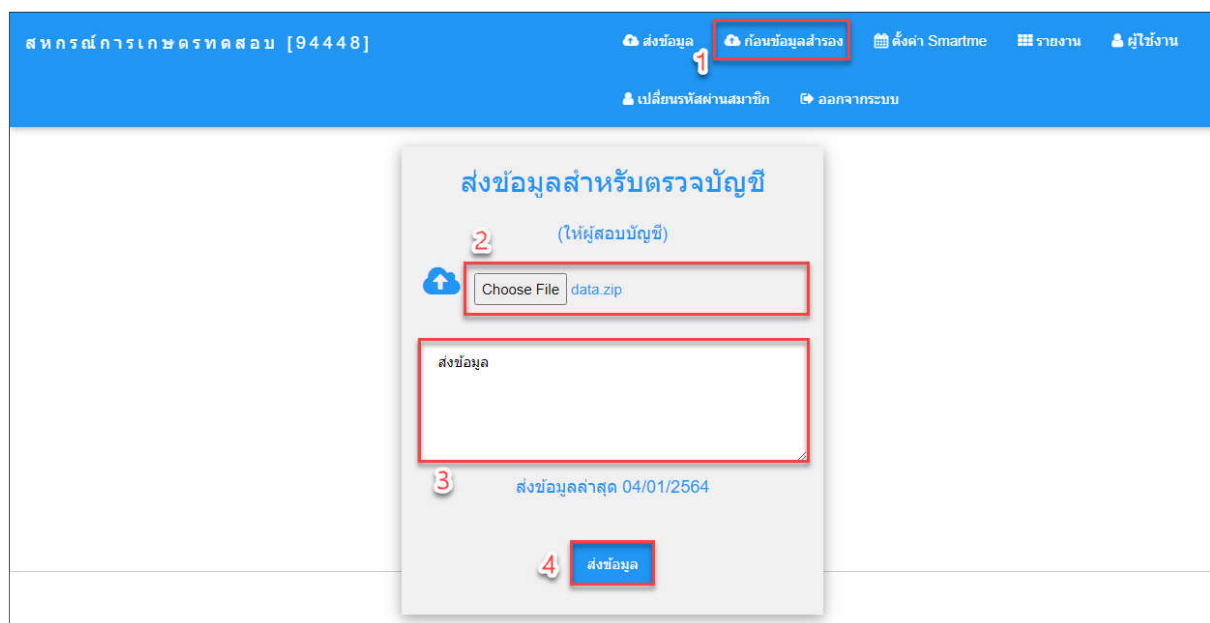 สหกรณ์การเกษตรทดสอบ [94448]
ส่งข้อมูล ก้อนข้อมูลสำรอง ตั้งค่า Smartme รายงาน ผู้ใช้งาน
1
เปลี่ยนรหัสผ่านสมาชิก ออกจากระบบ
ส่งข้อมูลสำหรับตรวจบัญชี
(ให้ผู้สอบบัญชี)
2
Choose File data.zip
ส่งข้อมูล
3
ส่งข้อมูลล่าสุด 04/01/2564
4 ส่งข้อมูล